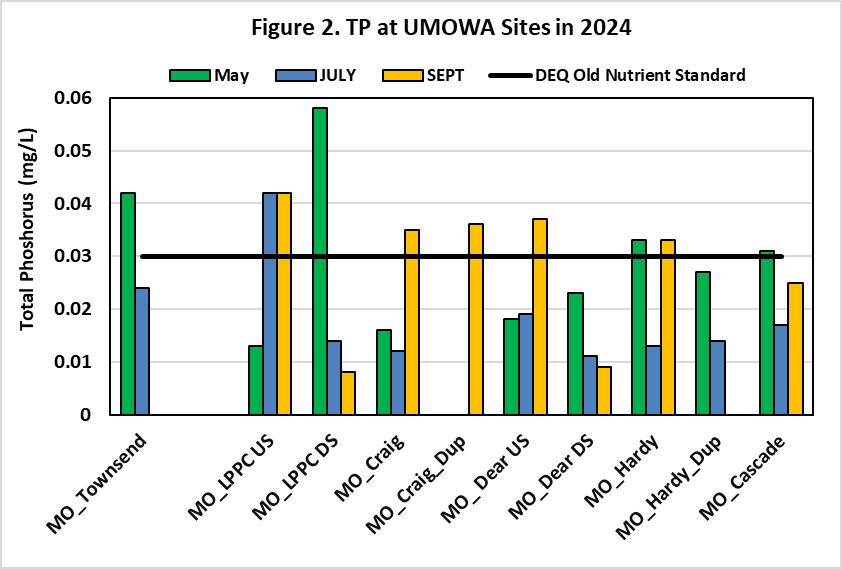 Figure 2. TP at UMOWA Sites in 2024
May JULY SEPT DEQ Old Nutrient Standard
Total Phoshorus (mg/L)
0.06
0.05
0.04
0.03
0.02
0.01
0
MO_Townsend
MO_LPPC US
MO_LPPC DS
MO_Craig
MO_Craig_Dup
MO_Dear US
MO_Dear DS
MO_Hardy
MO_Hardy_Dup
MO_Cascade